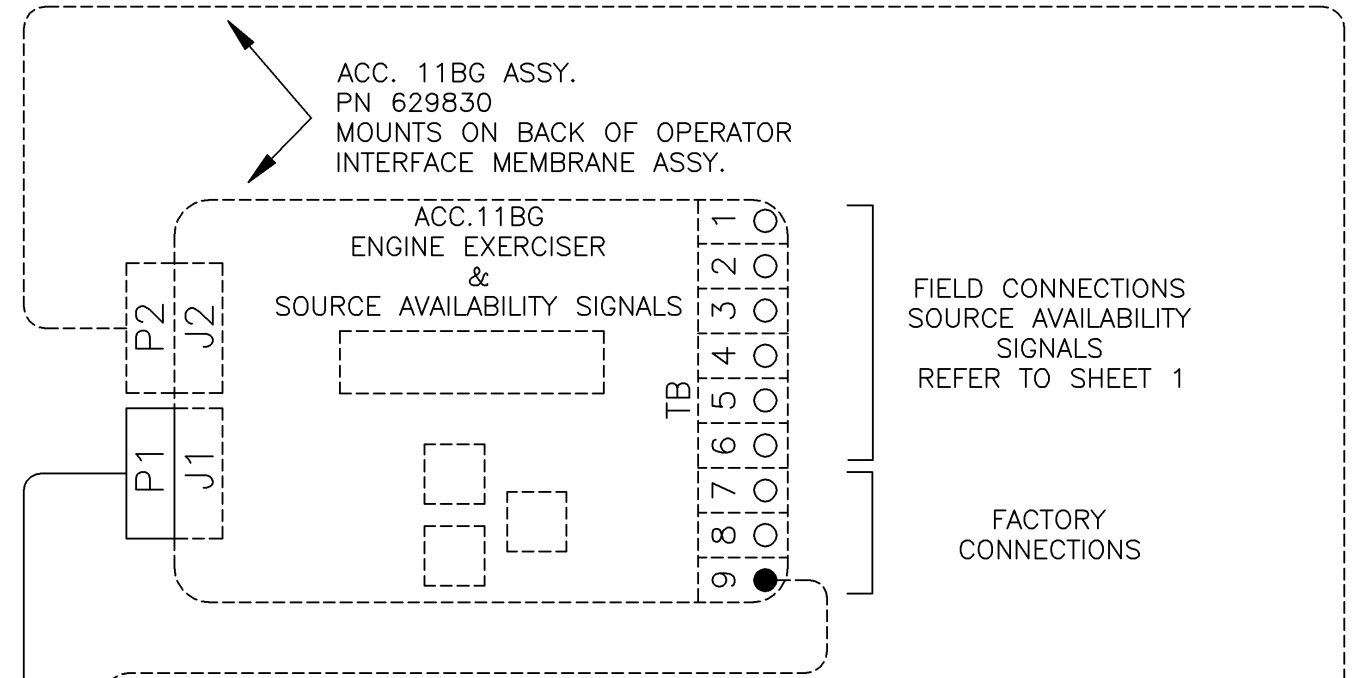 ACC. 11BG ASSY.
PN 629830
MOUNTS ON BACK OF OPERATOR
INTERFACE MEMBRANE ASSY.
ACC.11BG
ENGINE EXERCISER
&
SOURCE AVAILABILITY SIGNALS
P2
J2
P1
J1
TB
1
2
3
4
5
6
7
8
9
FIELD CONNECTIONS
SOURCE AVAILABILITY
SIGNALS
REFER TO SHEET 1
FACTORY
CONNECTIONS